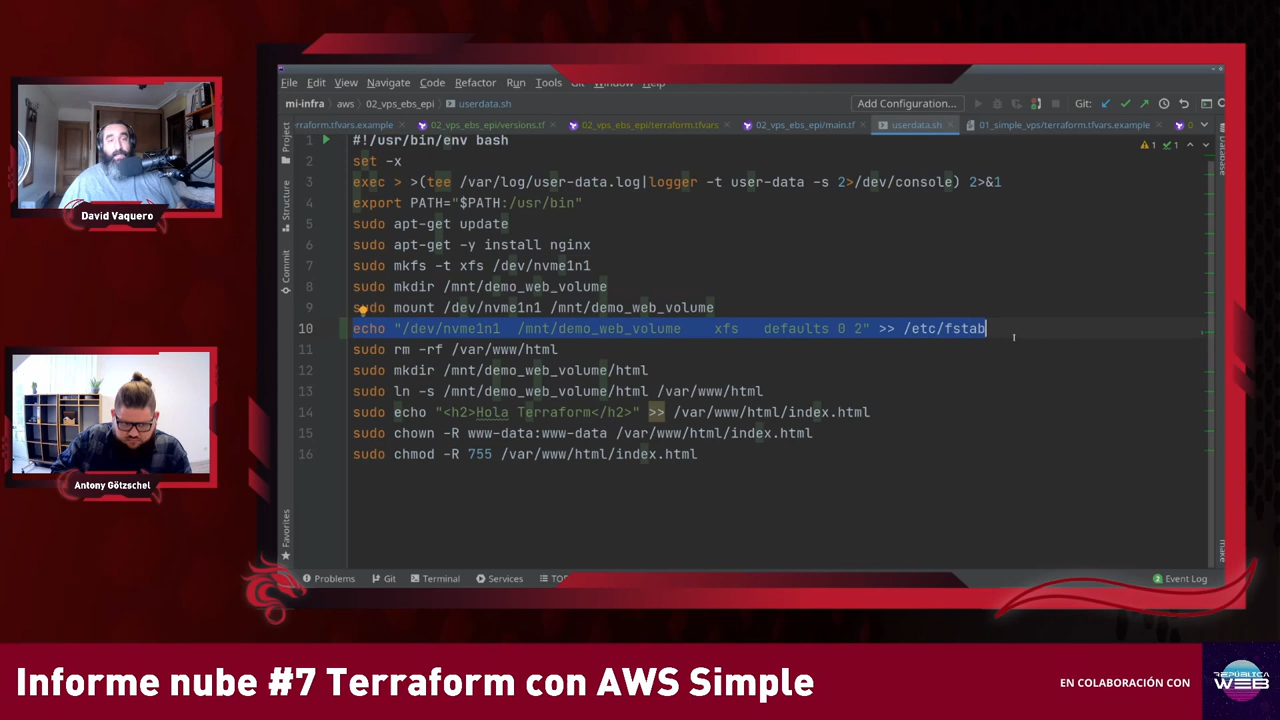 David Vaquero
Antony Götzschel
File Edit View Navigate Code Refactor Run Tools Git Window Help
mi-infra › aws › 02_vps_ebs_epi › userdata.sh
Add Configuration...
Git:
rraform.tfvars.example
02_vps_ebs_epi/versions.tf
02_vps_ebs_epi/terraform.tfvars
02_vps_ebs_epi/main.tf
userdata.sh
01_simple_vps/terraform.tfvars.example
0
1 1
Project
Structure
Commit
Favorites
Database
make
1 #!/usr/bin/env bash
2 set -x
3 exec > >(tee /var/log/user-data.log|logger -t user-data -s 2>/dev/console) 2>&1
4 export PATH="$PATH:/usr/bin"
5 sudo apt-get update
6 sudo apt-get -y install nginx
7 sudo mkfs -t xfs /dev/nvme1n1
8 sudo mkdir /mnt/demo_web_volume
9 sudo mount /dev/nvme1n1 /mnt/demo_web_volume
10 echo "/dev/nvme1n1  /mnt/demo_web_volume    xfs   defaults 0 2" >> /etc/fstab
11 sudo rm -rf /var/www/html
12 sudo mkdir /mnt/demo_web_volume/html
13 sudo ln -s /mnt/demo_web_volume/html /var/www/html
14 sudo echo "<h2>Hola Terraform</h2>" >> /var/www/html/index.html
15 sudo chown -R www-data:www-data /var/www/html/index.html
16 sudo chmod -R 755 /var/www/html/index.html
Problems Git Terminal Services TO
2 Event Log
Informe nube #7 Terraform con AWS Simple
EN COLABORACIÓN CON
REPÚBLICA
WEB